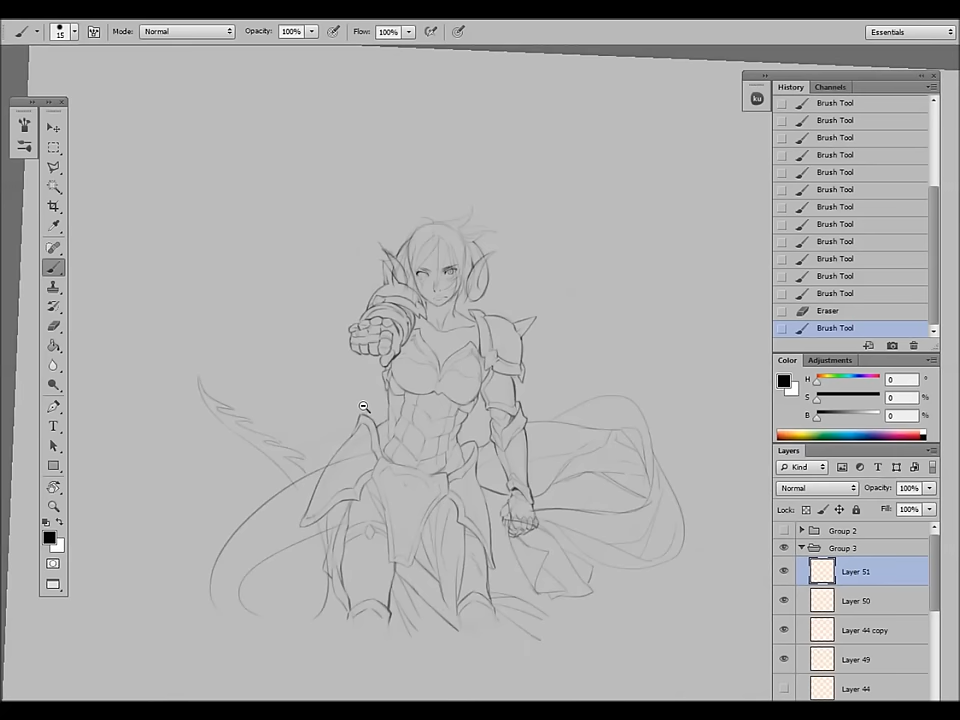 15
Mode: Normal
Opacity: 100%
Flow: 100%
Essentials
ku
History Channels
Brush Tool
Brush Tool
Brush Tool
Brush Tool
Brush Tool
Brush Tool
Brush Tool
Brush Tool
Brush Tool
Brush Tool
Brush Tool
Brush Tool
Eraser
Brush Tool
Color Adjustments
H 0 °
S 0 %
B 0 %
Layers
Kind
T
Normal Opacity: 100%
Lock: Fill: 100%
Group 2
Group 3
Layer 51
Layer 50
Layer 44 copy
Layer 49
Layer 44